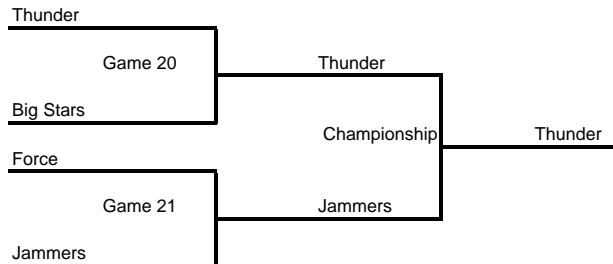 Thunder
Game 20
Thunder
Big Stars
Championship
Thunder
Force
Game 21
Jammers
Jammers